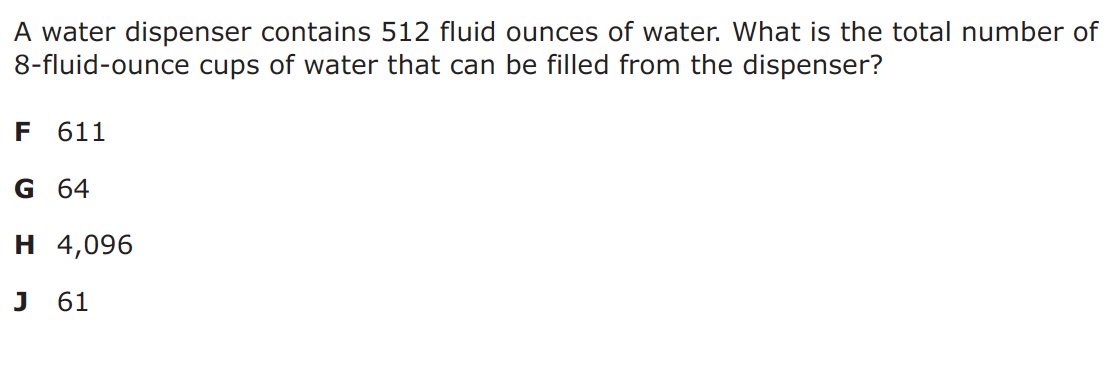 A water dispenser contains 512 fluid ounces of water. What is the total number of
8-fluid-ounce cups of water that can be filled from the dispenser?
F 611
G 64
H 4,096
J 61